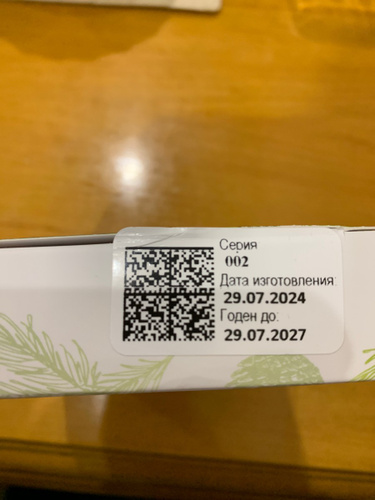 Серия
002
Дата изготовления:
29.07.2024
Годен до:
29.07.2027